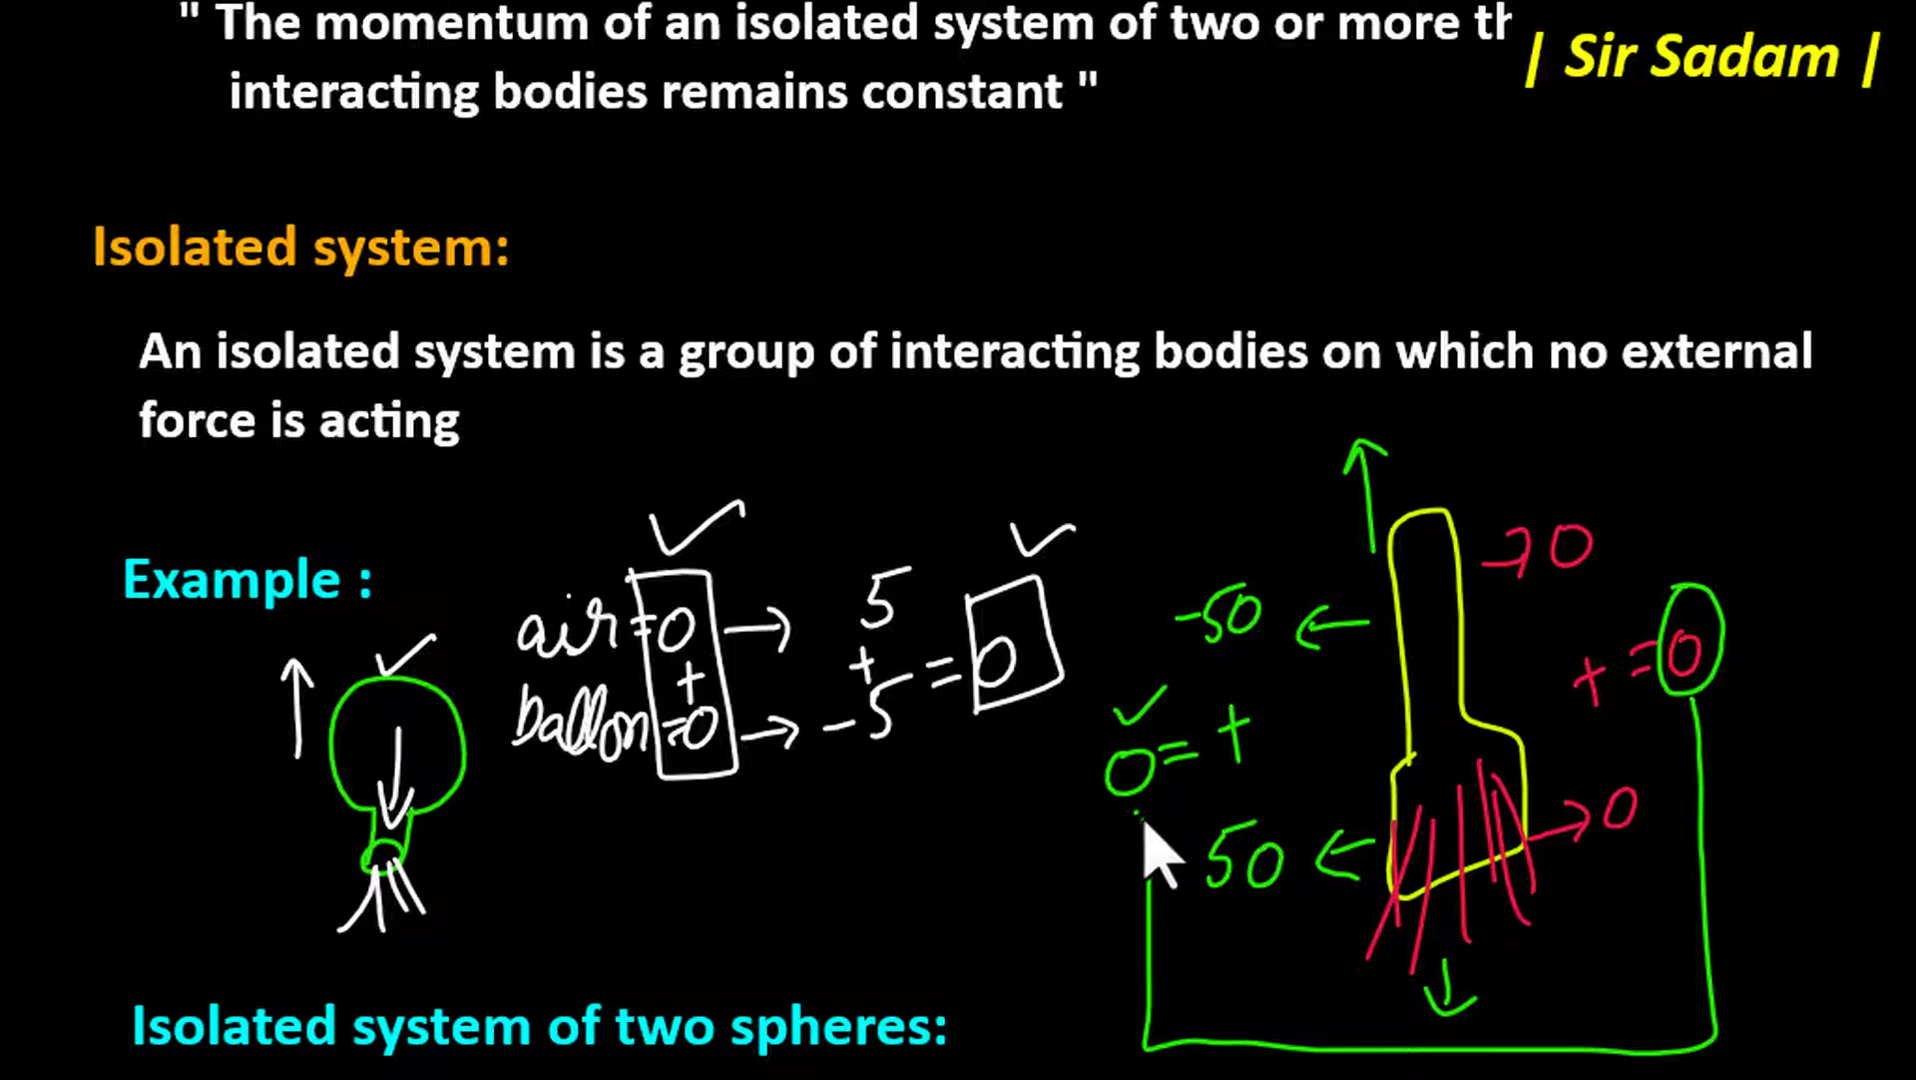 " The momentum of an isolated system of two or more th
| Sir Sadam |
interacting bodies remains constant "
Isolated system:
An isolated system is a group of interacting bodies on which no external
force is acting
Example :
air=0 → 5
+ + = 0
ballon=0 → -5
→0
-50 ←
+ =0
0= +
50 ←
→0
Isolated system of two spheres: